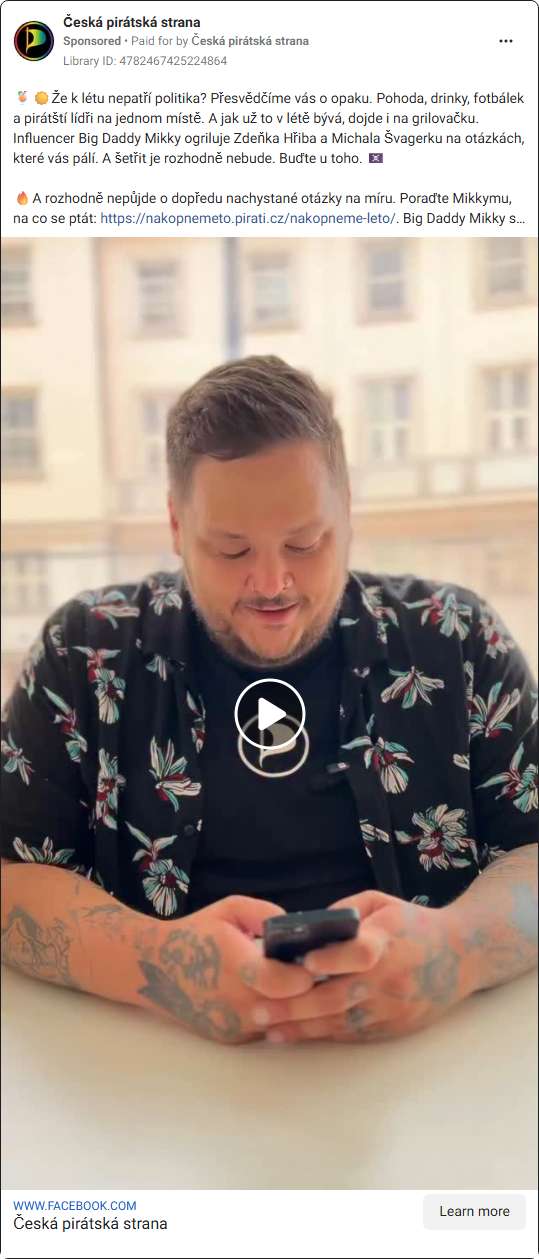 Česká pirátská strana
Sponsored • Paid for by Česká pirátská strana
Library ID: 4782467425224864
🍹 🌞Že k létu nepatří politika? Přesvědčíme vás o opaku. Pohoda, drinky, fotbálek
a pirátští lídři na jednom místě. A jak už to v létě bývá, dojde i na grilovačku.
Influencer Big Daddy Mikky ogriluje Zdeňka Hřiba a Michala Švagerku na otázkách,
které vás pálí. A šetřit je rozhodně nebude. Buďte u toho. 🏴‍☠️
🔥 A rozhodně nepůjde o dopředu nachystané otázky na míru. Poraďte Mikkymu,
na co se ptát: https://nakopnemeto.pirati.cz/nakopneme-leto/. Big Daddy Mikky s...
WWW.FACEBOOK.COM
Česká pirátská strana
Learn more